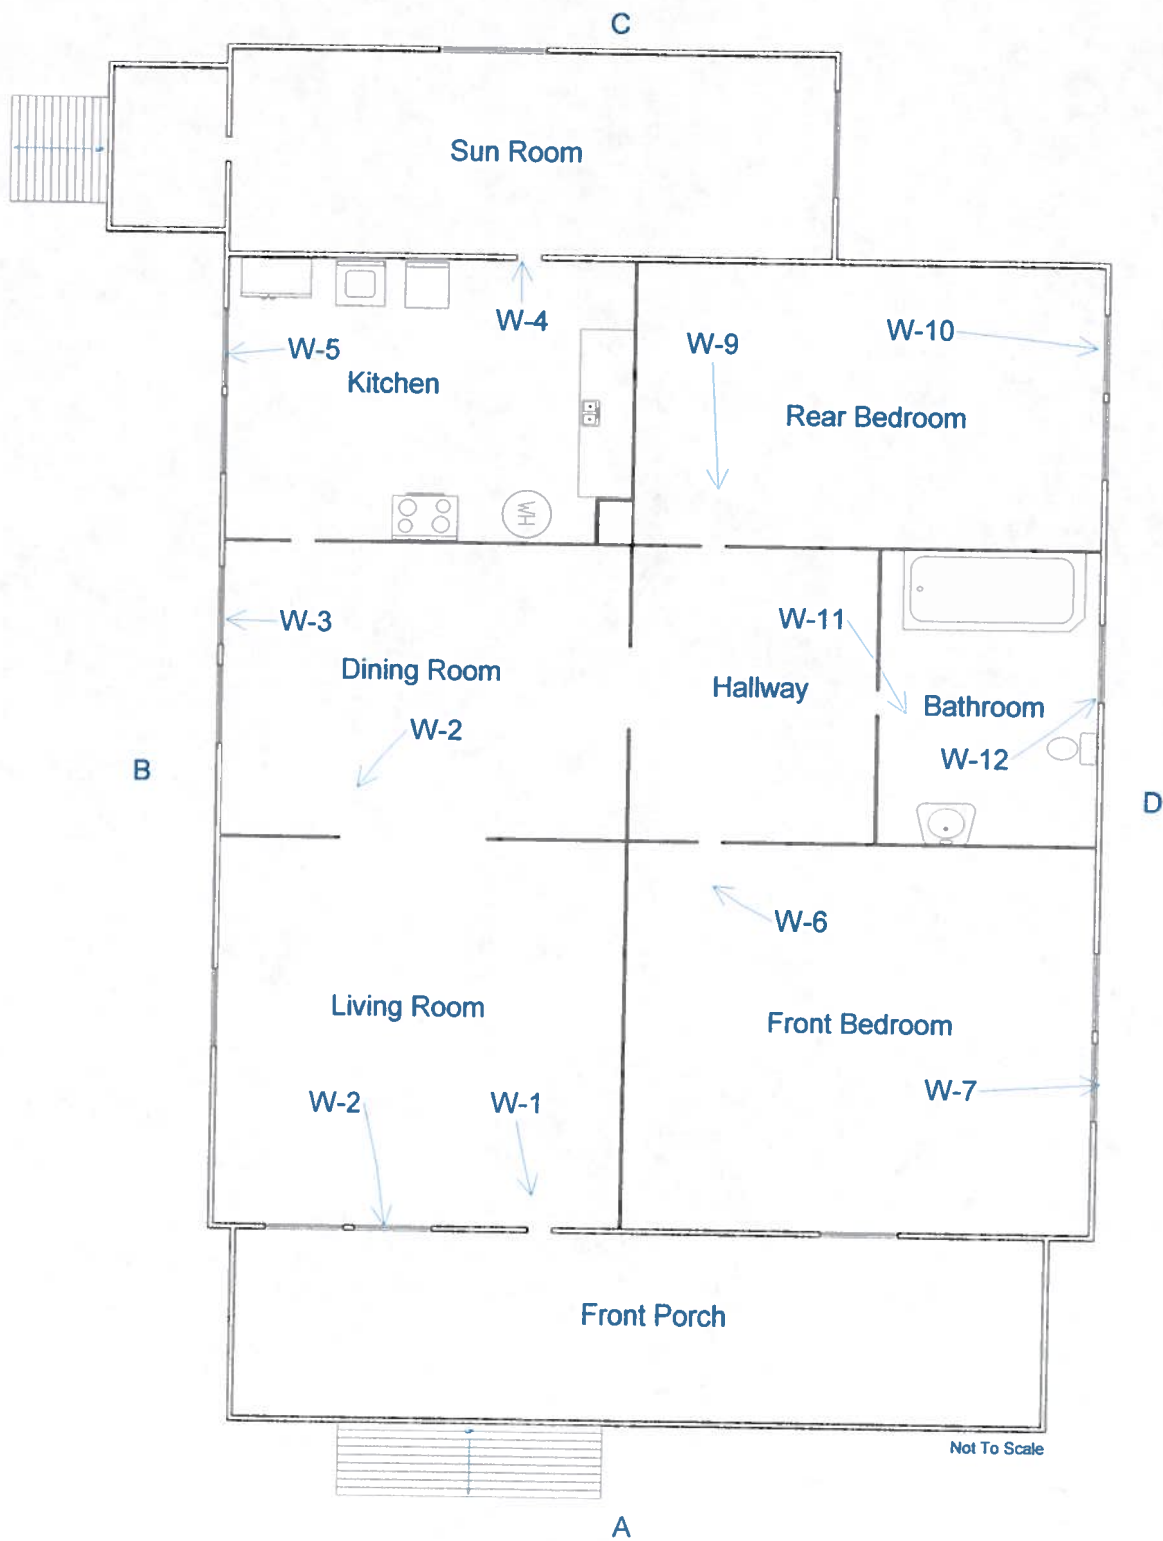 C
Sun Room
W-4
W-5
W-9
W-10
Kitchen
Rear Bedroom
WH
W-3
W-11
Dining Room
Hallway
Bathroom
W-2
W-12
B
D
W-6
Living Room
Front Bedroom
W-7
W-2
W-1
Front Porch
Not To Scale
A